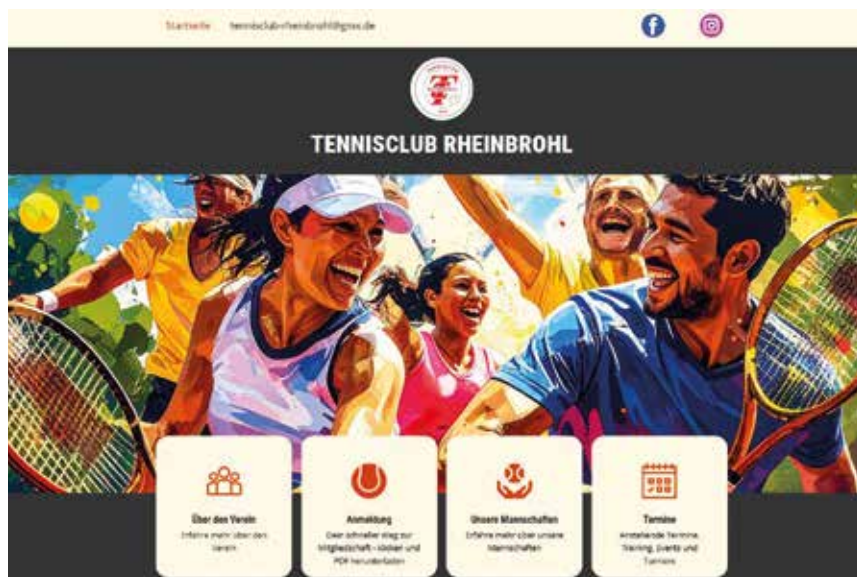 Startseite tennisclub-rheinbrohl@gmx.de
TENNISCLUB RHEINBROHL
Über den Verein
Erfahre mehr über den
Verein
Anmeldung
Dein schneller Weg zur
Mitgliedschaft - klicken und
PDF herunterladen
Unsere Mannschaften
Erfahre mehr über unsere
Mannschaften
Termine
Anstehende Termine,
Training, Events und
Turniere